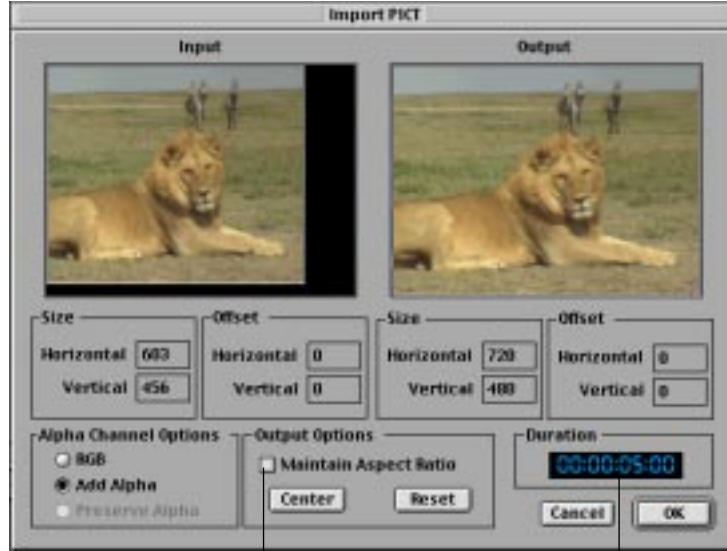 Import PICT
Input
Output
Size
Horizontal 603
Vertical 456
Offset
Horizontal 0
Vertical 0
Size
Horizontal 720
Vertical 480
Offset
Horizontal 0
Vertical 0
Alpha Channel Options
RGB
Add Alpha
Preserve Alpha
Output Options
Maintain Aspect Ratio
Center Reset
Duration
00:00:05:00
Cancel OK